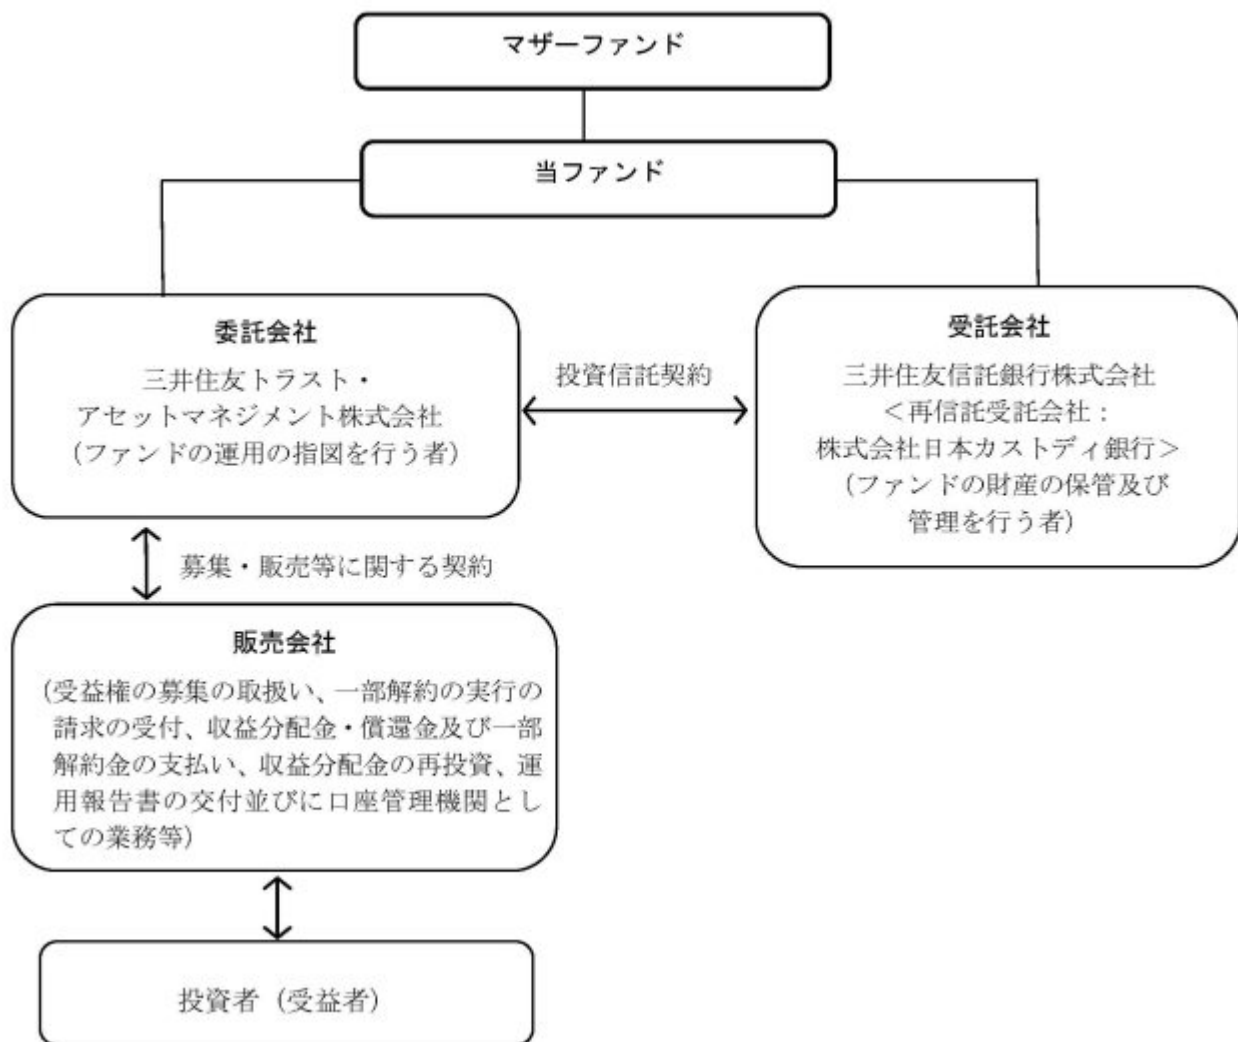 マザーファンド
当ファンド
委託会社
三井住友トラスト・
アセットマネジメント株式会社
（ファンドの運用の指図を行う者）
投資信託契約
受託会社
三井住友信託銀行株式会社
＜再信託受託会社：
株式会社日本カストディ銀行＞
（ファンドの財産の保管及び
管理を行う者）
募集・販売等に関する契約
販売会社
（受益権の募集の取扱い、一部解約の実行の
請求の受付、収益分配金・償還金及び一部
解約金の支払い、収益分配金の再投資、運
用報告書の交付並びに口座管理機関とし
ての業務等）
投資者（受益者）